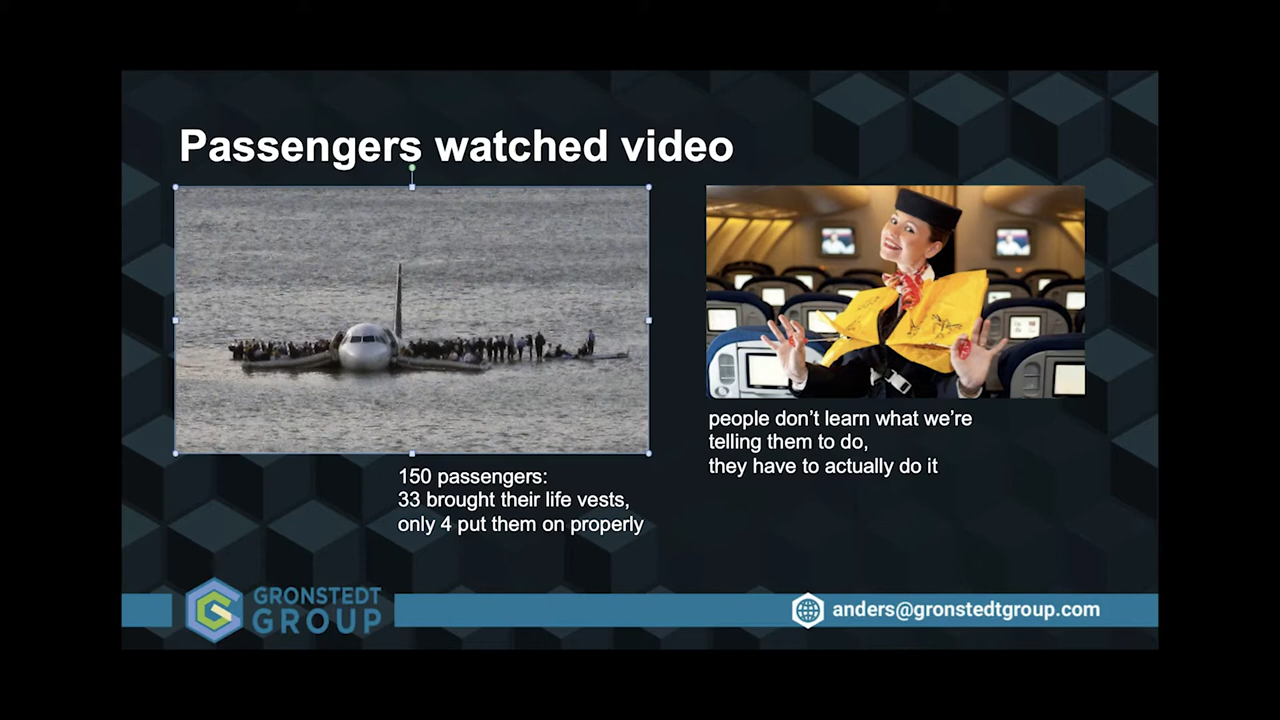 Passengers watched video
150 passengers:
33 brought their life vests,
only 4 put them on properly
people don't learn what we're
telling them to do,
they have to actually do it
GRONSTEDT
GROUP
anders@gronstedtgroup.com